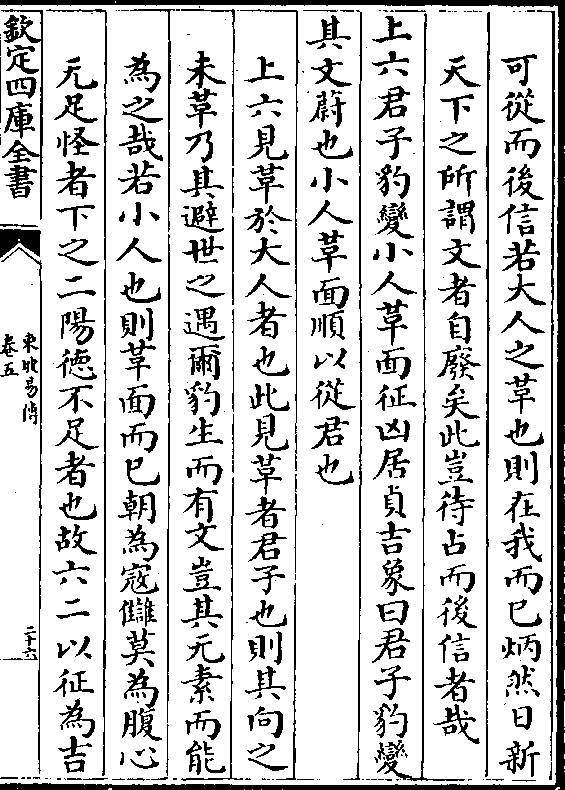 可從而後信若大人之革也則在我而已炳然日新
天下之所謂文者自廢矣此豈待占而後信者哉
上六君子豹變小人革面征凶居貞吉象曰君子豹變
其文蔚也小人革面順以從君也
上六見革於大人者也此見革者君子也則其向之
未革乃其避世之遇爾豹生而有文豈其无素而能
為之哉若小人也則革面而已朝為寇讎莫為腹心
无足怪者下之二陽徳不足者也故六二以征為吉
欽定四庫全書
東坡易傳
卷五
二十六